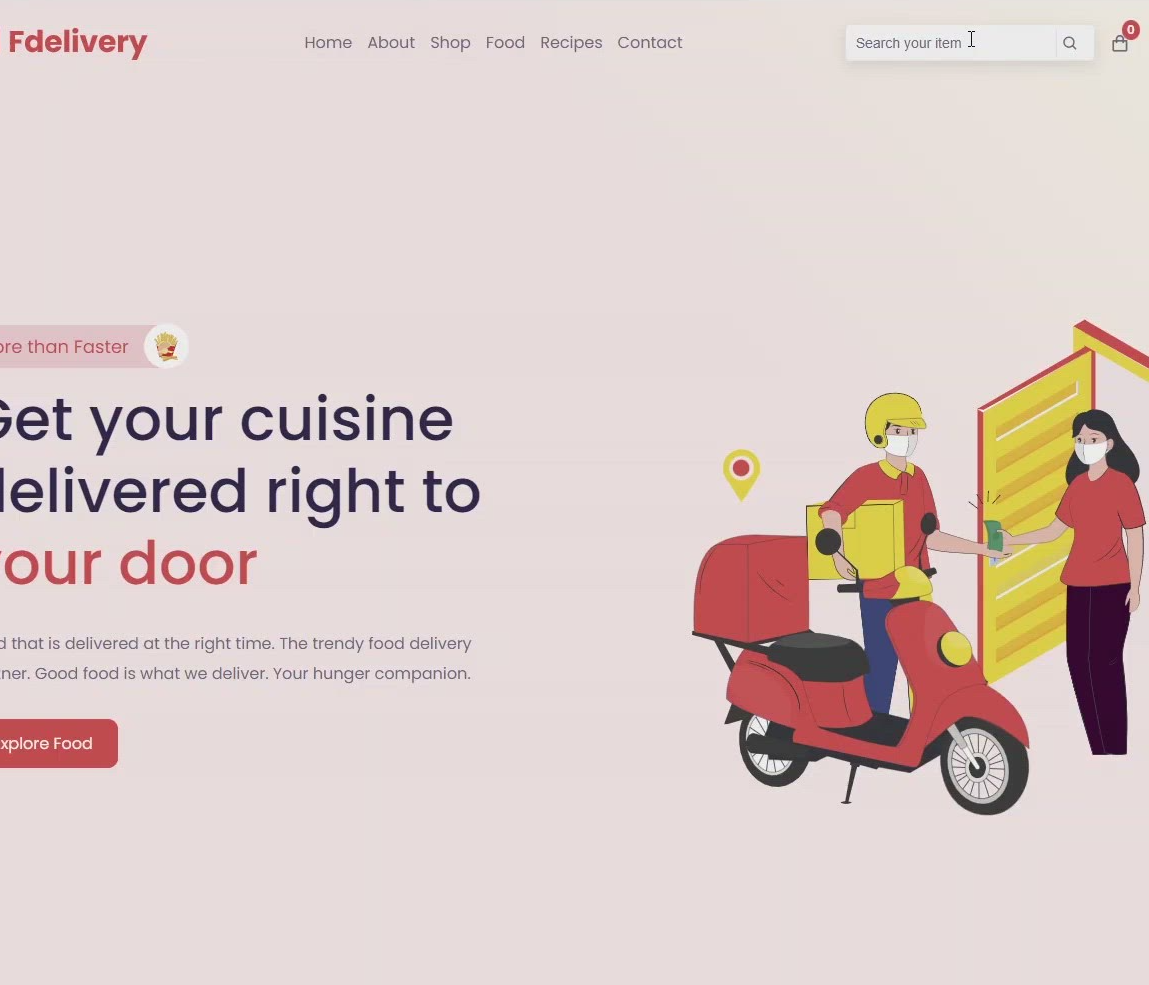 Fdelivery
Home About Shop Food Recipes Contact
Search your item
0
ore than Faster
Get your cuisine
delivered right to
your door
d that is delivered at the right time. The trendy food delivery
tner. Good food is what we deliver. Your hunger companion.
xplore Food